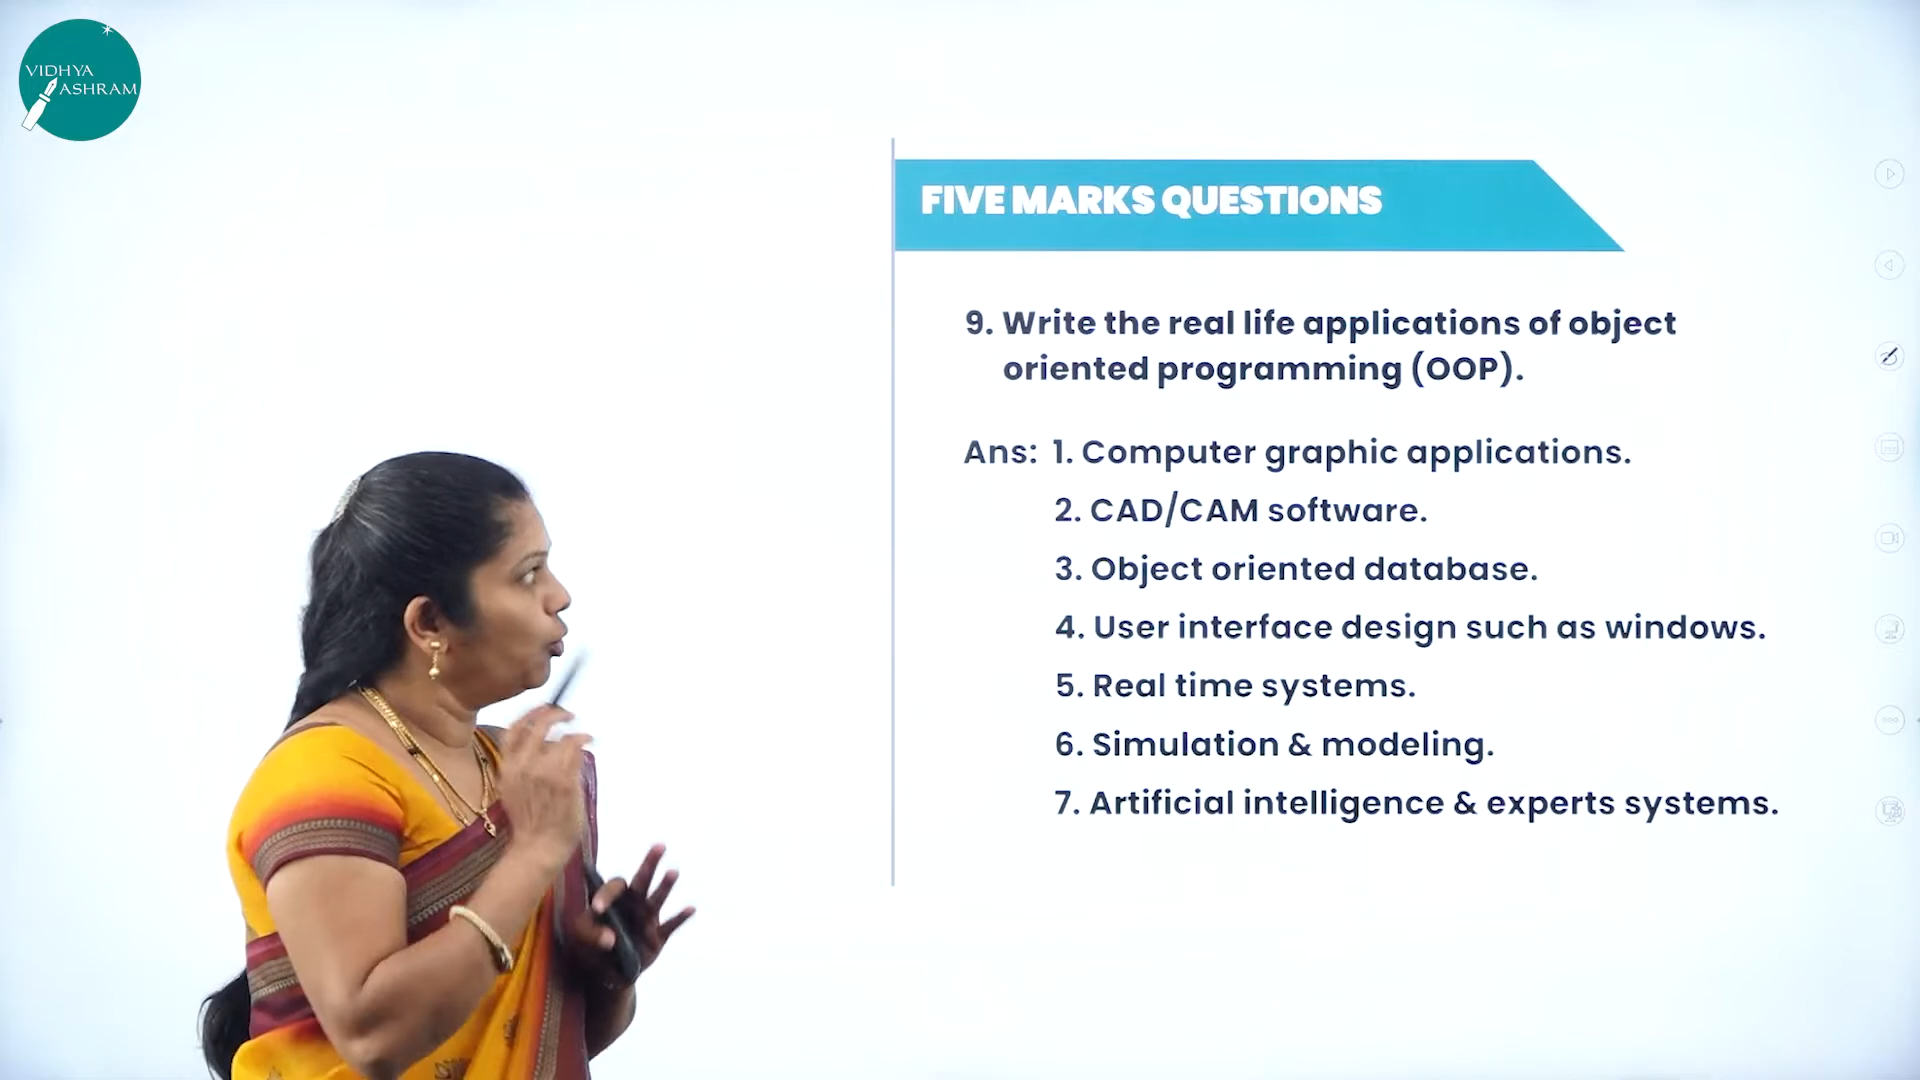 VIDHYA
ASHRAM
FIVE MARKS QUESTIONS
9. Write the real life applications of object
oriented programming (OOP).
Ans: 1. Computer graphic applications.
2. CAD/CAM software.
3. Object oriented database.
4. User interface design such as windows.
5. Real time systems.
6. Simulation & modeling.
7. Artificial intelligence & experts systems.